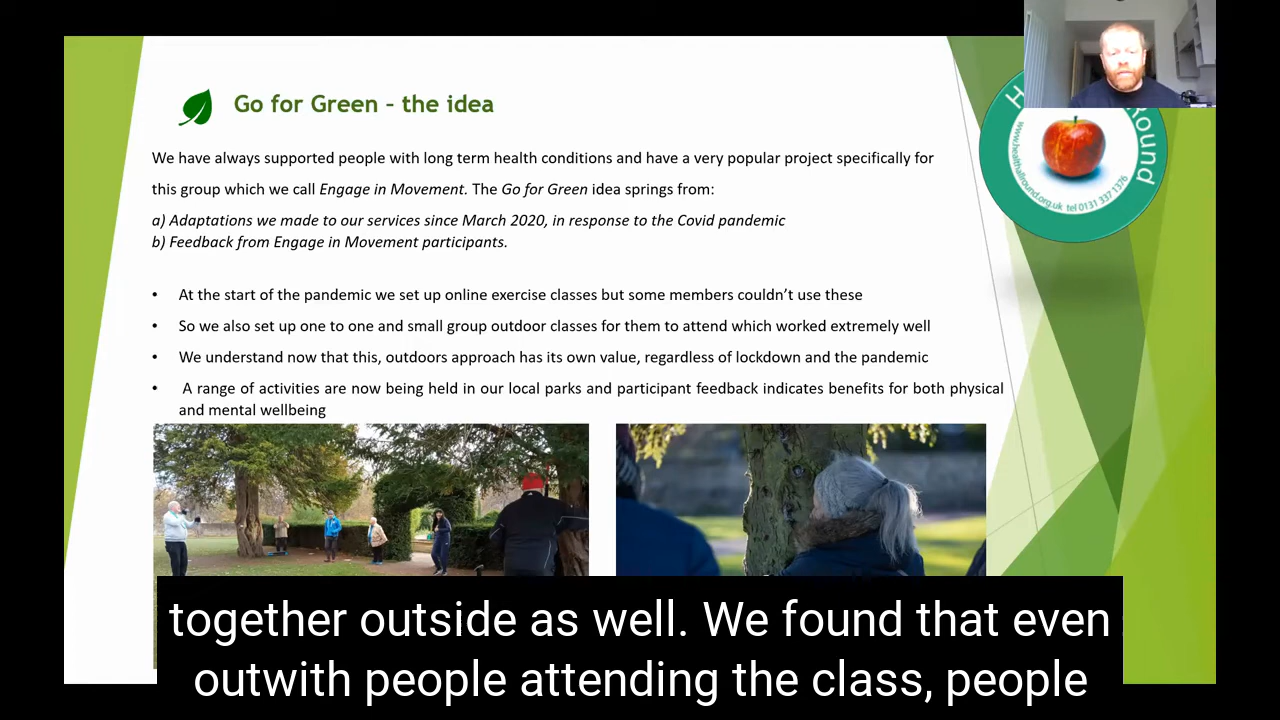 Go for Green – the idea
We have always supported people with long term health conditions and have a very popular project specifically for
this group which we call Engage in Movement. The Go for Green idea springs from:
a) Adaptations we made to our services since March 2020, in response to the Covid pandemic
b) Feedback from Engage in Movement participants.
• At the start of the pandemic we set up online exercise classes but some members couldn’t use these
• So we also set up one to one and small group outdoor classes for them to attend which worked extremely well
• We understand now that this, outdoors approach has its own value, regardless of lockdown and the pandemic
• A range of activities are now being held in our local parks and participant feedback indicates benefits for both physical
and mental wellbeing
www.healthallround.org.uk tel 0131 337 1376
together outside as well. We found that even
outwith people attending the class, people